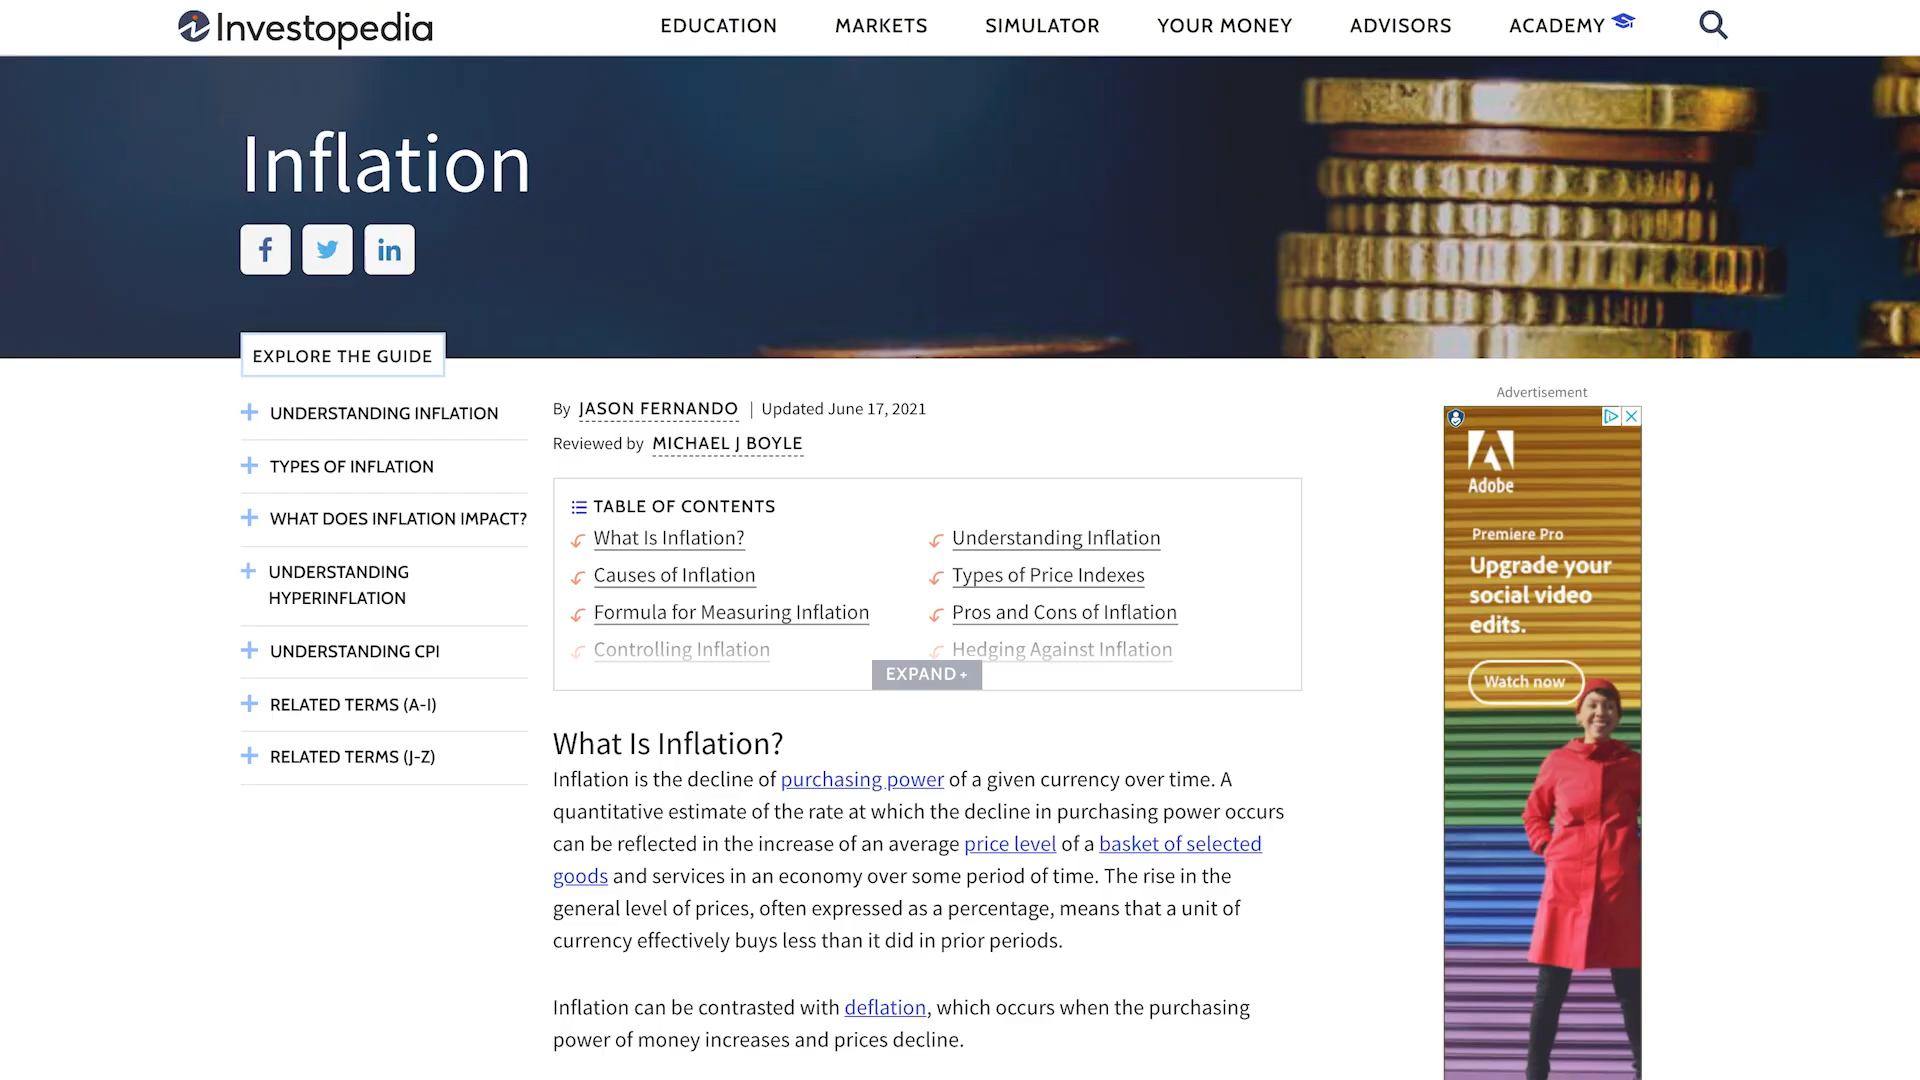 Investopedia
EDUCATION
MARKETS
SIMULATOR
YOUR MONEY
ADVISORS
ACADEMY
Inflation
EXPLORE THE GUIDE
UNDERSTANDING INFLATION
TYPES OF INFLATION
WHAT DOES INFLATION IMPACT?
UNDERSTANDING
HYPERINFLATION
UNDERSTANDING CPI
RELATED TERMS (A-I)
RELATED TERMS (J-Z)
By JASON FERNANDO | Updated June 17, 2021
Reviewed by MICHAEL J BOYLE
TABLE OF CONTENTS
What Is Inflation?
Understanding Inflation
Causes of Inflation
Types of Price Indexes
Formula for Measuring Inflation
Pros and Cons of Inflation
Controlling Inflation
Hedging Against Inflation
EXPAND+
What Is Inflation?
Inflation is the decline of purchasing power of a given currency over time. A
quantitative estimate of the rate at which the decline in purchasing power occurs
can be reflected in the increase of an average price level of a basket of selected
goods and services in an economy over some period of time. The rise in the
general level of prices, often expressed as a percentage, means that a unit of
currency effectively buys less than it did in prior periods.
Inflation can be contrasted with deflation, which occurs when the purchasing
power of money increases and prices decline.
Advertisement
Adobe
Premiere Pro
Upgrade your
social video
edits.
Watch now